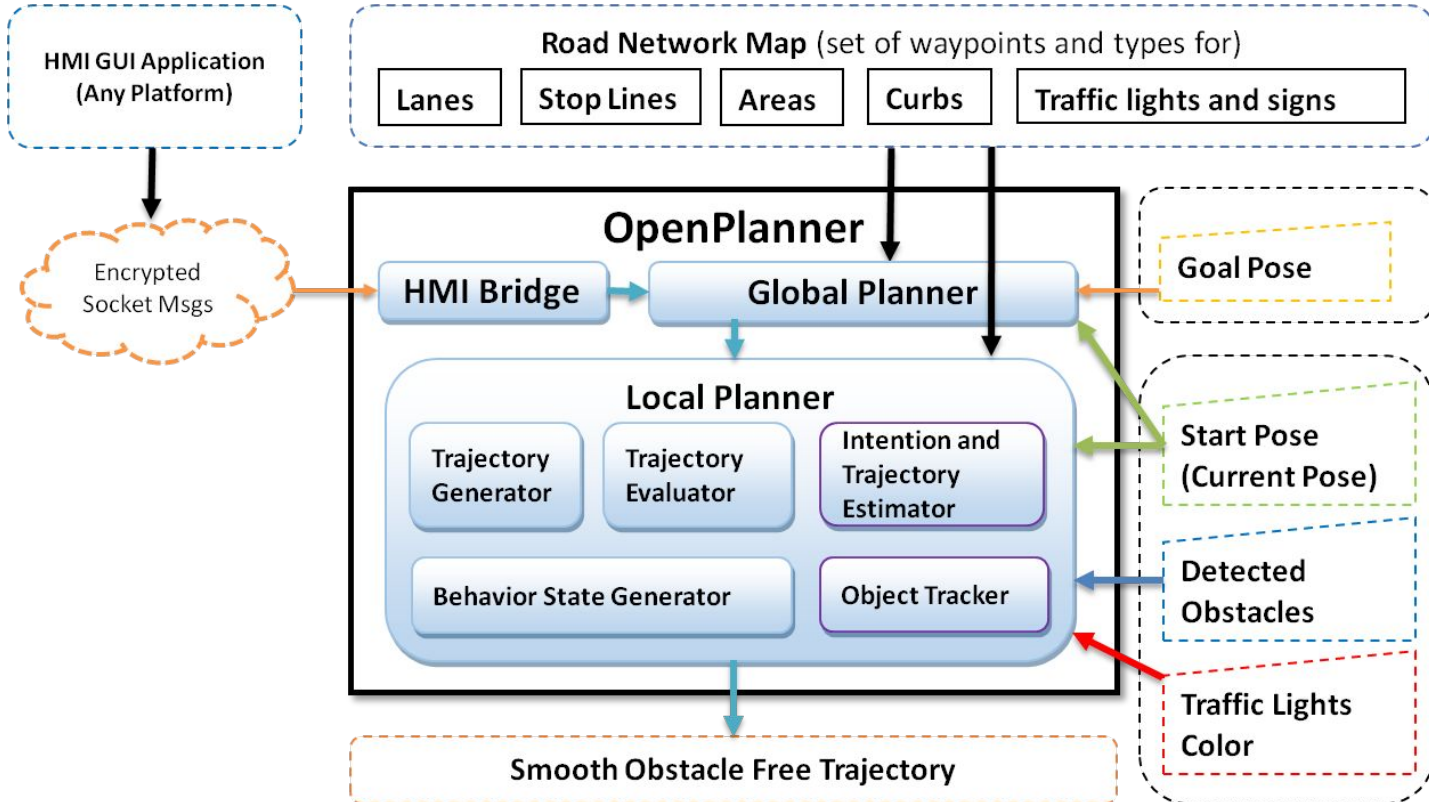 HMI GUI Application
(Any Platform)
Road Network Map (set of waypoints and types for)
Lanes
Stop Lines
Areas
Curbs
Traffic lights and signs
Encrypted
Socket Msgs
OpenPlanner
HMI Bridge
Global Planner
Goal Pose
Local Planner
Trajectory
Generator
Trajectory
Evaluator
Intention and
Trajectory
Estimator
Behavior State Generator
Object Tracker
Start Pose
(Current Pose)
Detected
Obstacles
Traffic Lights
Color
Smooth Obstacle Free Trajectory